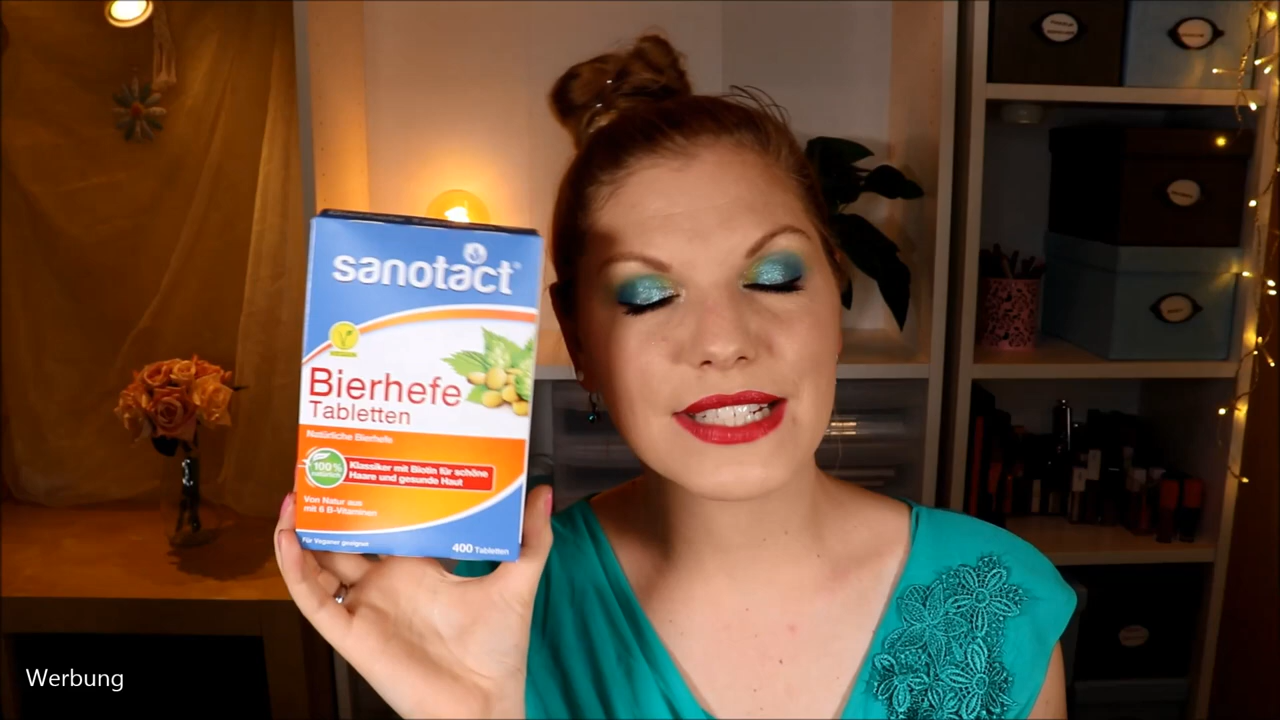 sanotact®
Bierhefe
Tabletten
Natürliche Bierhefe
100%
natürlich
Klassiker mit Biotin für schöne
Haare und gesunde Haut
Von Natur aus
mit 6 B-Vitaminen
Für Veganer geeignet
400 Tabletten
Werbung